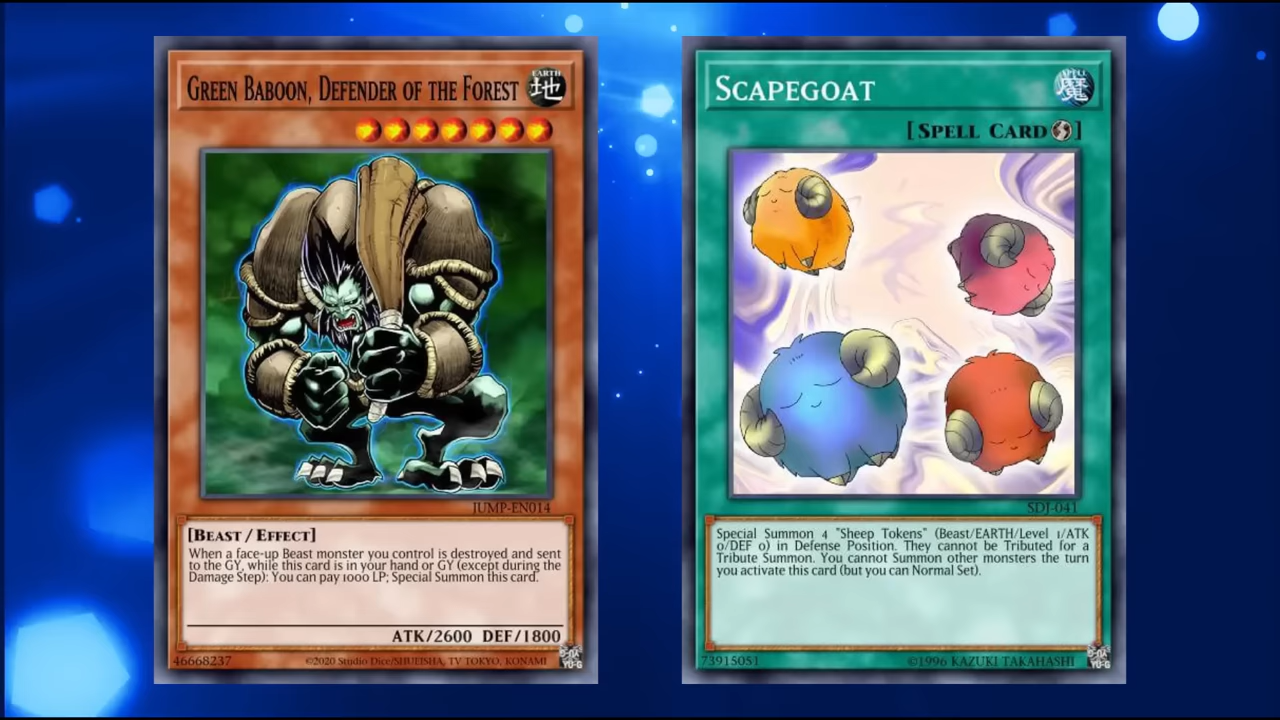 GREEN BABOON, DEFENDER OF THE FOREST
EARTH
地
JUMP-EN014
[BEAST / EFFECT]
When a face-up Beast monster you control is destroyed and sent
to the GY, while this card is in your hand or GY (except during the
Damage Step): You can pay 1000 LP; Special Summon this card.
ATK/2600 DEF/1800
46668237
©2020 Studio Dice/SHUEISHA, TV TOKYO, KONAMI
SCAPEGOAT
SPELL
魔
[SPELL CARD]
SDJ-041
Special Summon 4 "Sheep Tokens" (Beast/EARTH/Level 1/ATK
0/DEF 0) in Defense Position. They cannot be Tributed for a
Tribute Summon. You cannot Summon other monsters the turn
you activate this card (but you can Normal Set).
73915051
©1996 KAZUKI TAKAHASHI